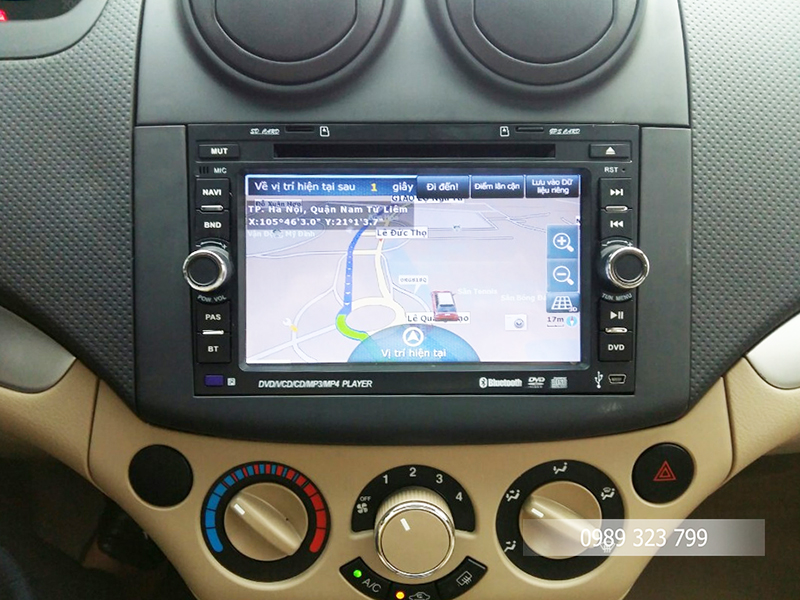 SD CARD
GPS CARD
MUT
MIC
RST
NAVI
BND
POW. VOL
PAS
BT
Về vị trí hiện tại sau 1 giây
Đi đến!
Điểm lân cận
Lưu vào Dữ liệu riêng
TP. Hà Nội, Quận Nam Từ Liêm
X:105°46'3.0" Y:21°1'3.7"
Lê Đức Thọ
17m
Vị trí hiện tại
TUN. MENU
DVD
DVD/VCD/CD/MP3/MP4 PLAYER
Bluetooth
DVD
OFF
1
2
3
4
A/C
0989 323 799